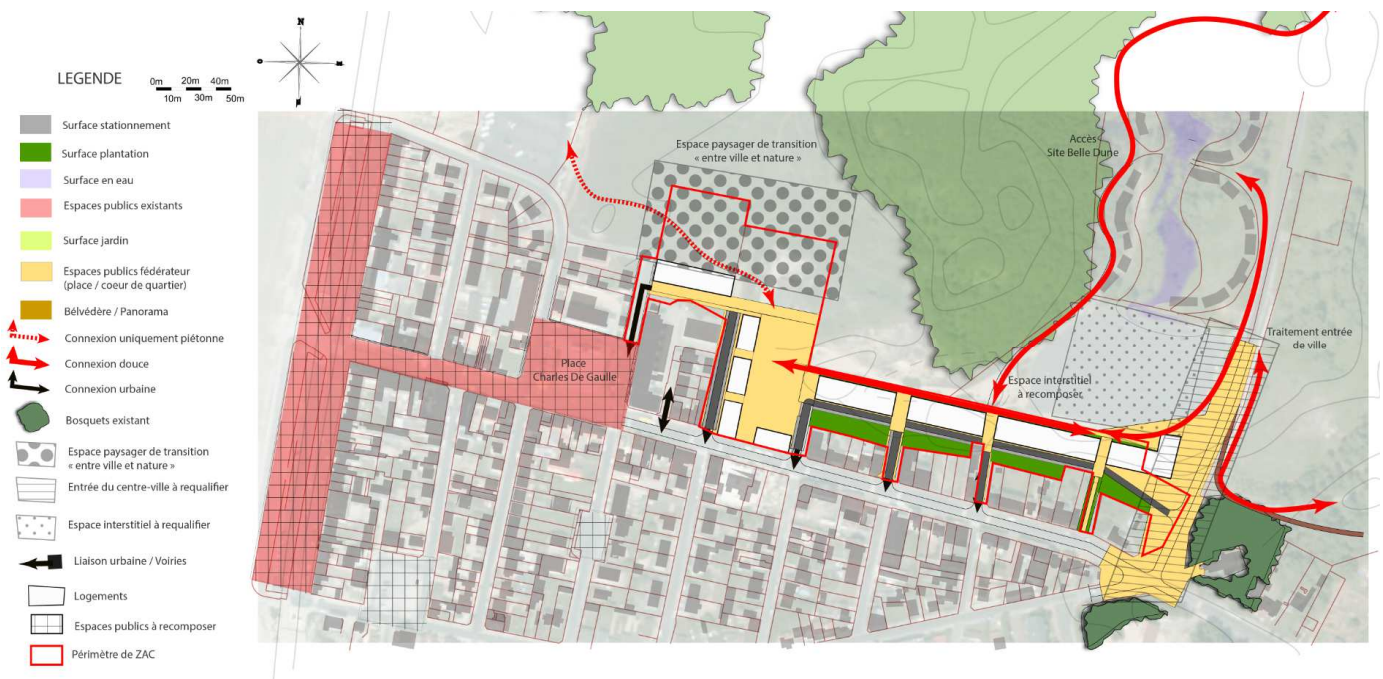 N
LEGENDE
0m 20m 40m
10m 30m 50m
Surface stationnement
Surface plantation
Surface en eau
Espaces publics existants
Surface jardin
Espaces publics fédérateur
(place / coeur de quartier)
Bélvédère / Panorama
Connexion uniquement piétonne
Connexion douce
Connexion urbaine
Bosquets existant
Espace paysager de transition
« entre ville et nature »
Entrée du centre-ville à requalifier
Espace interstitiel à requalifier
Liaison urbaine / Voiries
Logements
Espaces publics à recomposer
Périmètre de ZAC
Espace paysager de transition
« entre ville et nature »
Accès
Site Belle Dune
Traitement entrée
de ville
Place
Charles De Gaulle
Espace interstitiel
à recomposer